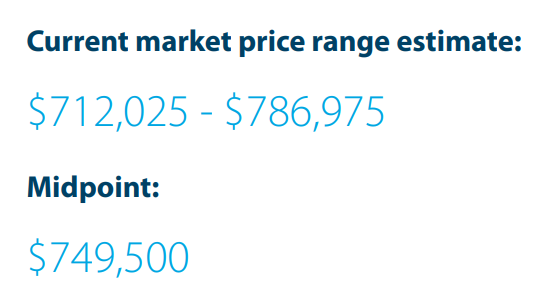 Current market price range estimate:
$712,025 - $786,975
Midpoint:
$749,500